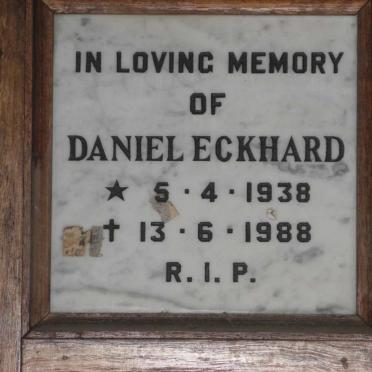 IN LOVING MEMORY
OF
DANIEL ECKHARD
★ 5·4·1938
✝ 13·6·1988
R.I.P.